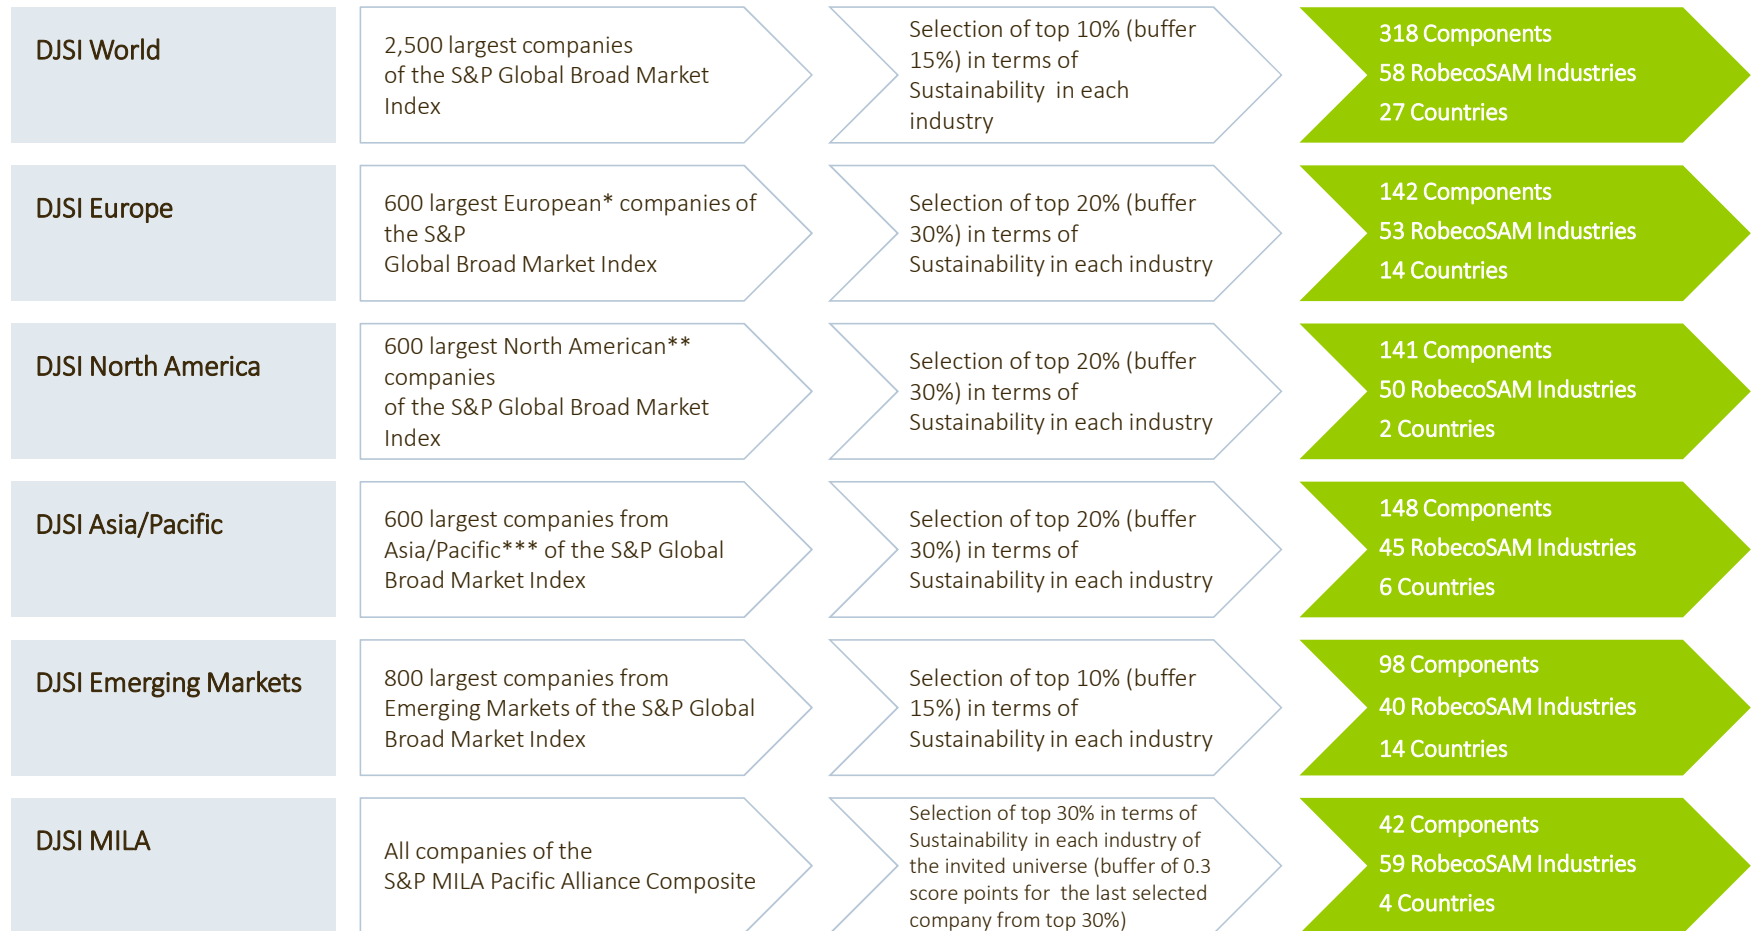 DJSI World
2,500 largest companies
of the S&P Global Broad Market
Index
Selection of top 10% (buffer
15%) in terms of
Sustainability in each
industry
318 Components
58 RobecoSAM Industries
27 Countries
DJSI Europe
600 largest European* companies of
the S&P
Global Broad Market Index
Selection of top 20% (buffer
30%) in terms of
Sustainability in each industry
142 Components
53 RobecoSAM Industries
14 Countries
DJSI North America
600 largest North American**
companies
of the S&P Global Broad Market
Index
Selection of top 20% (buffer
30%) in terms of
Sustainability in each industry
141 Components
50 RobecoSAM Industries
2 Countries
DJSI Asia/Pacific
600 largest companies from
Asia/Pacific*** of the S&P Global
Broad Market Index
Selection of top 20% (buffer
30%) in terms of
Sustainability in each industry
148 Components
45 RobecoSAM Industries
6 Countries
DJSI Emerging Markets
800 largest companies from
Emerging Markets of the S&P Global
Broad Market Index
Selection of top 10% (buffer
15%) in terms of
Sustainability in each industry
98 Components
40 RobecoSAM Industries
14 Countries
DJSI MILA
All companies of the
S&P MILA Pacific Alliance Composite
Selection of top 30% in terms of
Sustainability in each industry of
the invited universe (buffer of 0.3
score points for the last selected
company from top 30%)
42 Components
59 RobecoSAM Industries
4 Countries